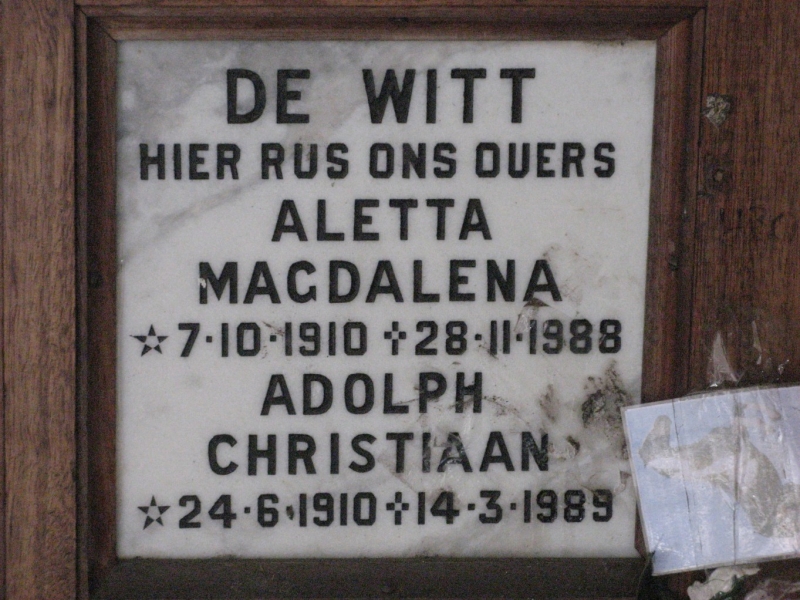 DE WITT
HIER RUS ONS OUERS
ALETTA
MAGDALENA
☆7·10·1910 ✝28·11·1988
ADOLPH
CHRISTIAAN
☆24·6·1910✝14·3·1989